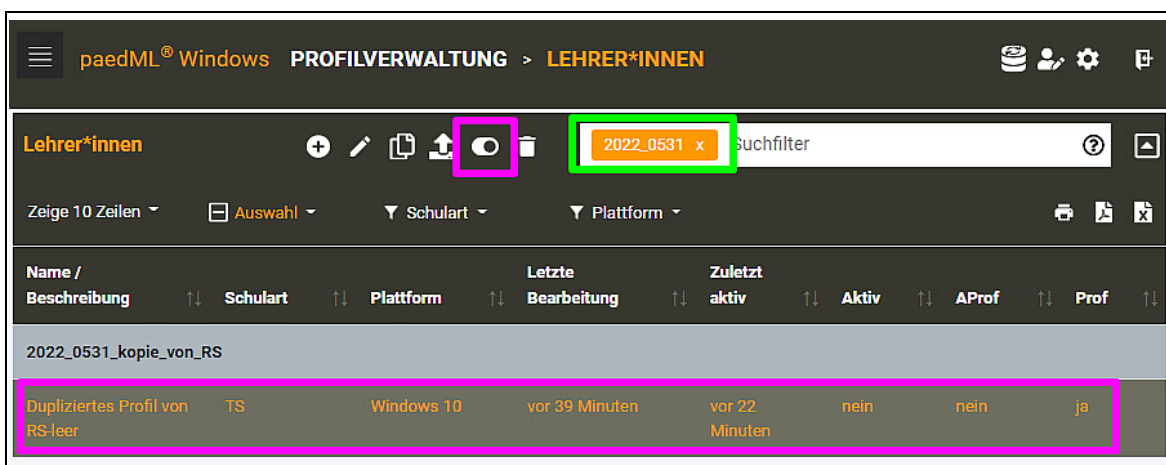 paedML® Windows PROFILVERWALTUNG > LEHRER*INNEN
Lehrer*innen 2022_0531 x Suchfilter
Zeige 10 Zeilen Auswahl Schulart Plattform
Name / Letzte Zuletzt
Beschreibung Schulart Plattform Bearbeitung aktiv Aktiv AProf Prof
2022_0531_kopie_von_RS
Dupliziertes Profil von TS Windows 10 vor 39 Minuten vor 22 nein nein ja
RS-leer Minuten